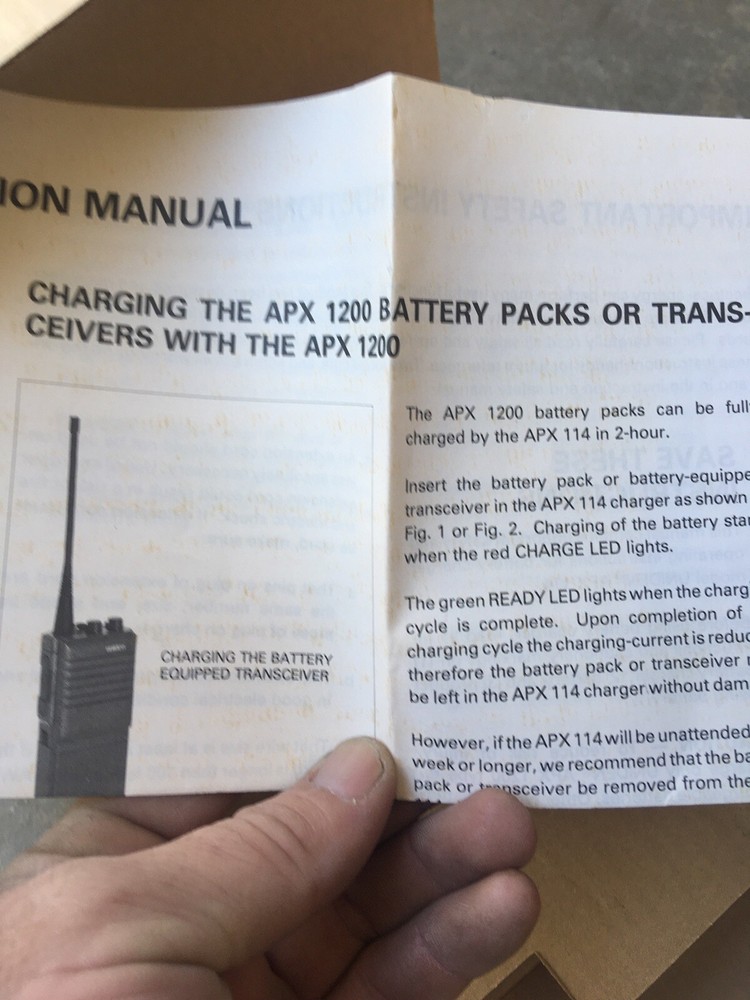 ION MANUAL
CHARGING THE APX 1200 BATTERY PACKS OR TRANS-
CEIVERS WITH THE APX 1200
CHARGING THE BATTERY
EQUIPPED TRANSCEIVER
The APX 1200 battery packs can be full
charged by the APX 114 in 2-hour.
Insert the battery pack or battery-equippe
transceiver in the APX 114 charger as shown
Fig. 1 or Fig. 2. Charging of the battery star
when the red CHARGE LED lights.
The green READY LED lights when the charg
cycle is complete. Upon completion of
charging cycle the charging-current is reduc
therefore the battery pack or transceiver
be left in the APX 114 charger without dam
However, if the APX 114 will be unattended
week or longer, we recommend that the ba
pack or transceiver be removed from the